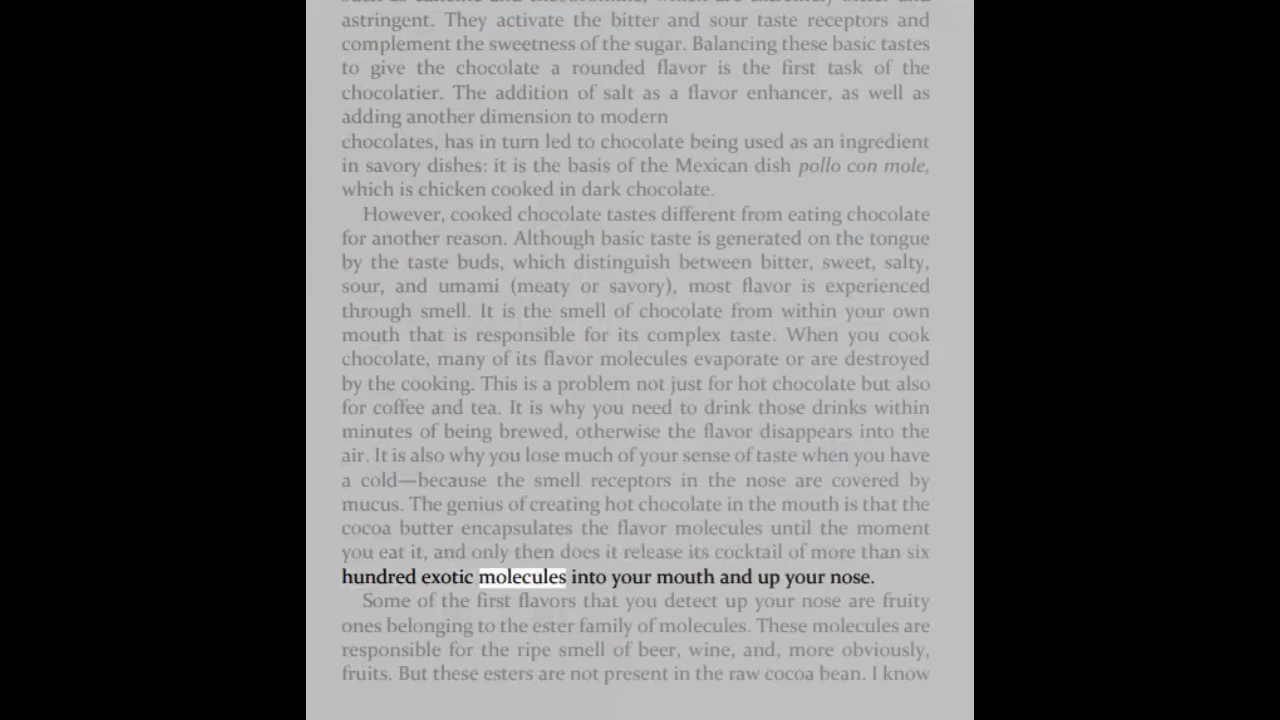 such as caffeine and theobromine, which are extremely bitter and
astringent. They activate the bitter and sour taste receptors and
complement the sweetness of the sugar. Balancing these basic tastes
to give the chocolate a rounded flavor is the first task of the
chocolatier. The addition of salt as a flavor enhancer, as well as
adding another dimension to modern
chocolates, has in turn led to chocolate being used as an ingredient
in savory dishes: it is the basis of the Mexican dish pollo con mole,
which is chicken cooked in dark chocolate.
However, cooked chocolate tastes different from eating chocolate
for another reason. Although basic taste is generated on the tongue
by the taste buds, which distinguish between bitter, sweet, salty,
sour, and umami (meaty or savory), most flavor is experienced
through smell. It is the smell of chocolate from within your own
mouth that is responsible for its complex taste. When you cook
chocolate, many of its flavor molecules evaporate or are destroyed
by the cooking. This is a problem not just for hot chocolate but also
for coffee and tea. It is why you need to drink those drinks within
minutes of being brewed, otherwise the flavor disappears into the
air. It is also why you lose much of your sense of taste when you have
a cold—because the smell receptors in the nose are covered by
mucus. The genius of creating hot chocolate in the mouth is that the
cocoa butter encapsulates the flavor molecules until the moment
you eat it, and only then does it release its cocktail of more than six
hundred exotic molecules into your mouth and up your nose.
Some of the first flavors that you detect up your nose are fruity
ones belonging to the ester family of molecules. These molecules are
responsible for the ripe smell of beer, wine, and, more obviously,
fruits. But these esters are not present in the raw cocoa bean. I know